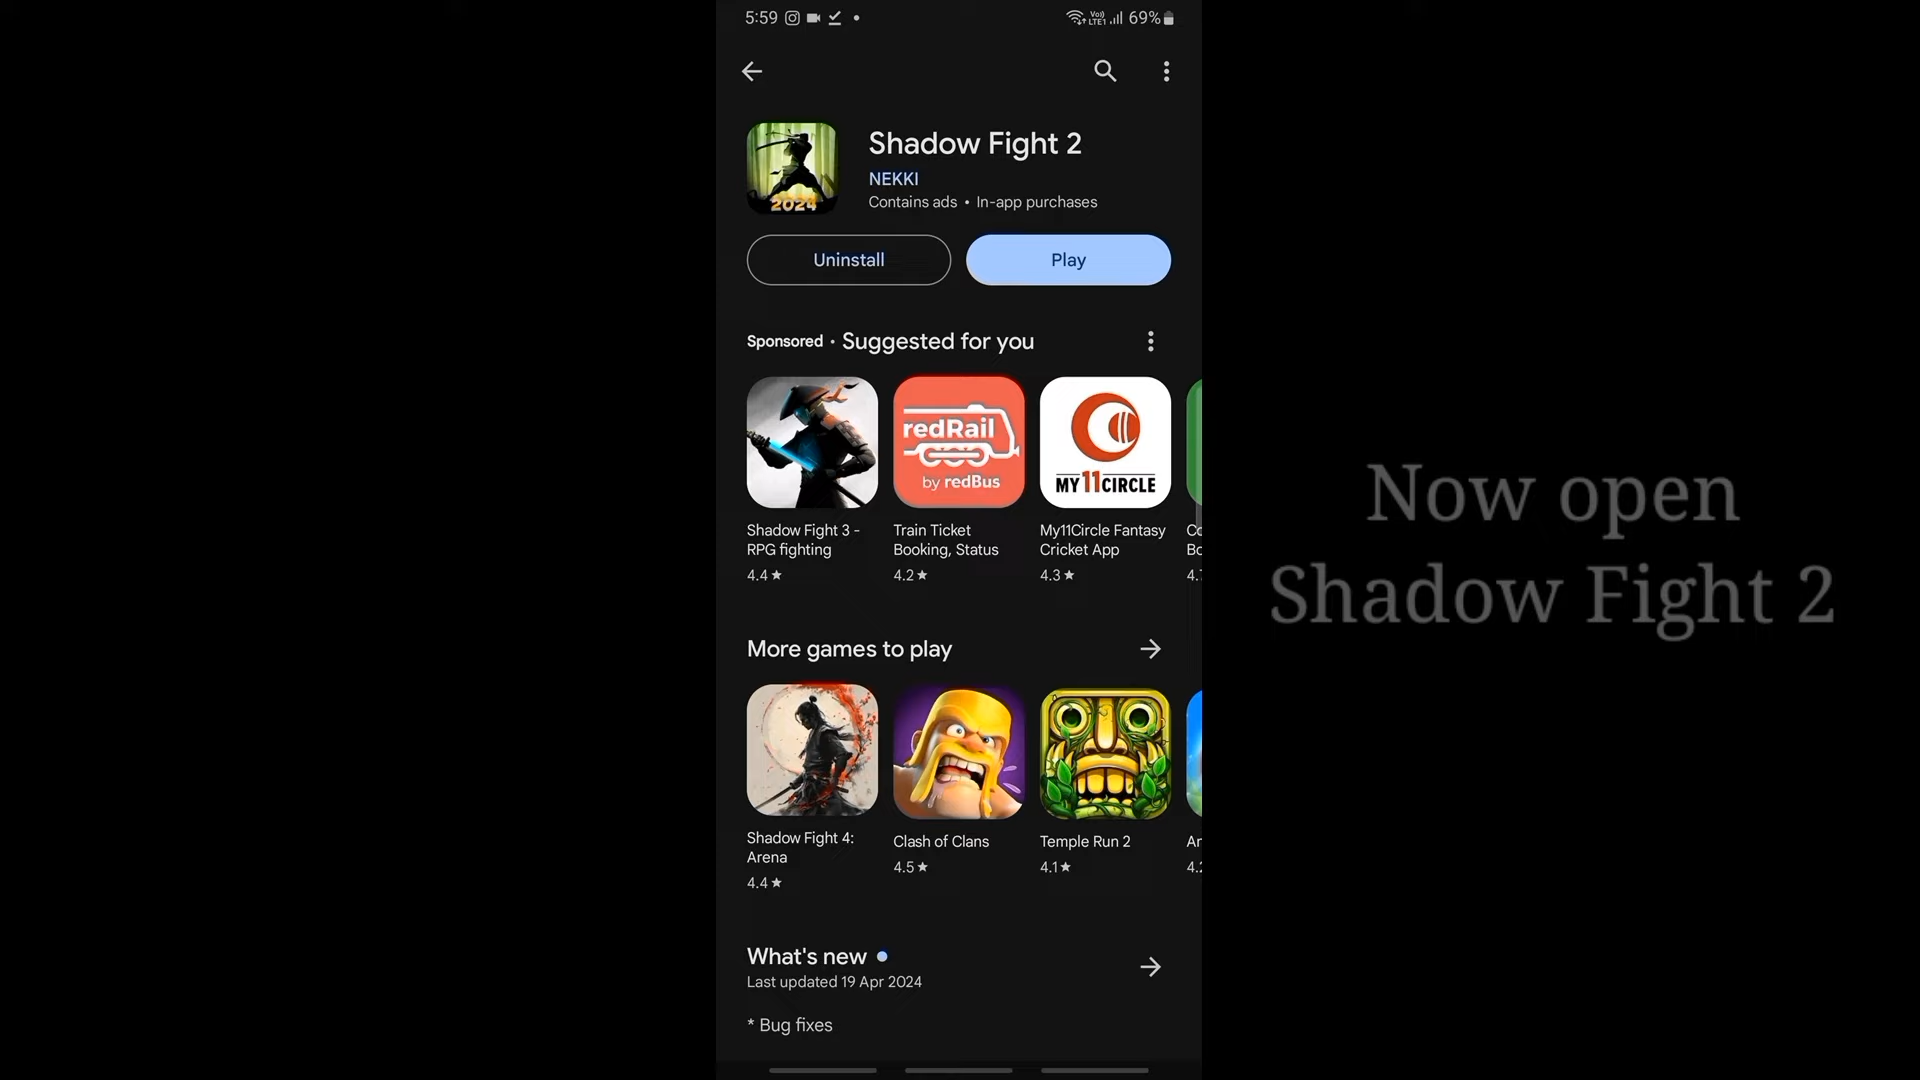 5:59
Vo)) LTE1 69%
Shadow Fight 2
NEKKI
Contains ads • In-app purchases
2024
Uninstall
Play
Sponsored • Suggested for you
redRail
by redBus
MY11CIRCLE
Shadow Fight 3 -
RPG fighting
4.4★
Train Ticket
Booking, Status
4.2★
My11Circle Fantasy
Cricket App
4.3★
More games to play
Shadow Fight 4:
Arena
4.4★
Clash of Clans
4.5★
Temple Run 2
4.1★
What's new
Last updated 19 Apr 2024
* Bug fixes
Now open
Shadow Fight 2